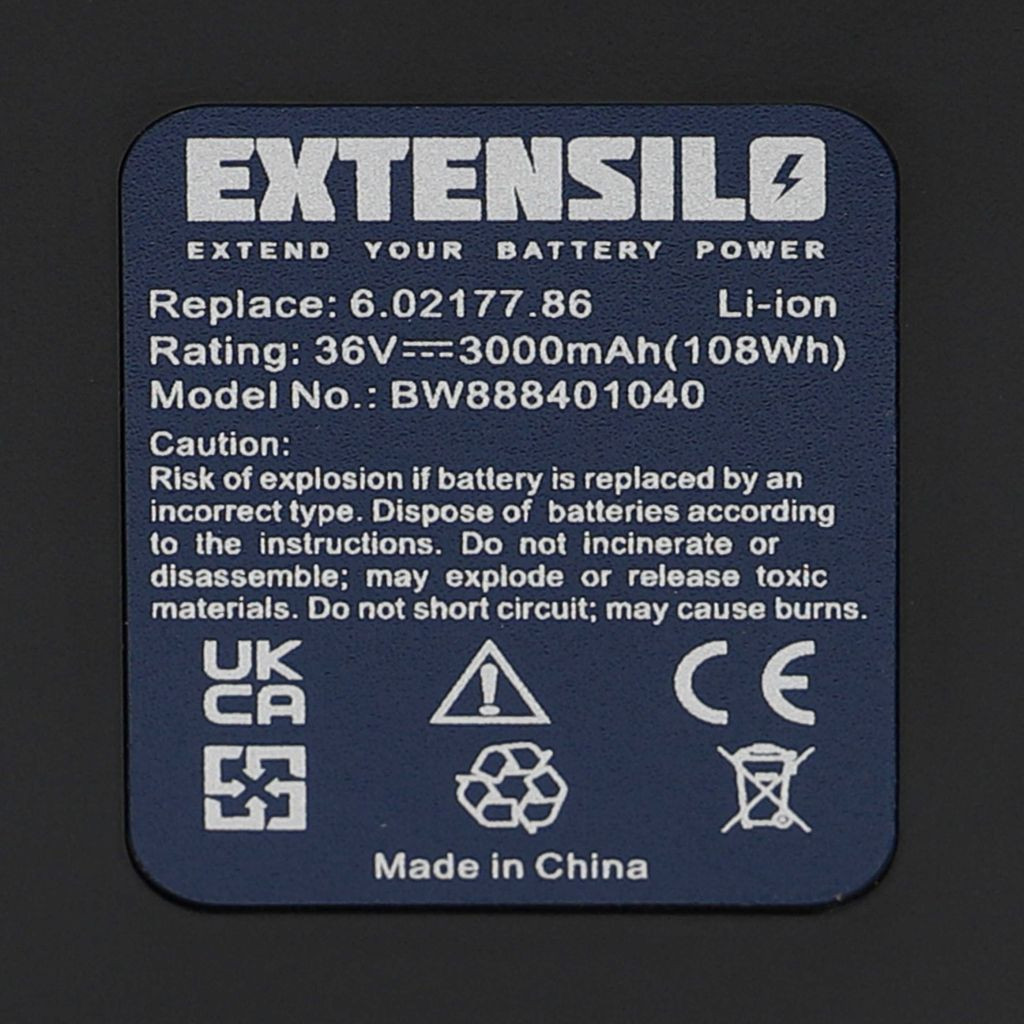 EXTENSILO
EXTEND YOUR BATTERY POWER
Replace: 6.02177.86 Li-ion
Rating: 36V⎓3000mAh(108Wh)
Model No.: BW888401040
Caution:
Risk of explosion if battery is replaced by an
incorrect type. Dispose of batteries according
to the instructions. Do not incinerate or
disassemble; may explode or release toxic
materials. Do not short circuit; may cause burns.
UK
CA
CE
Made in China